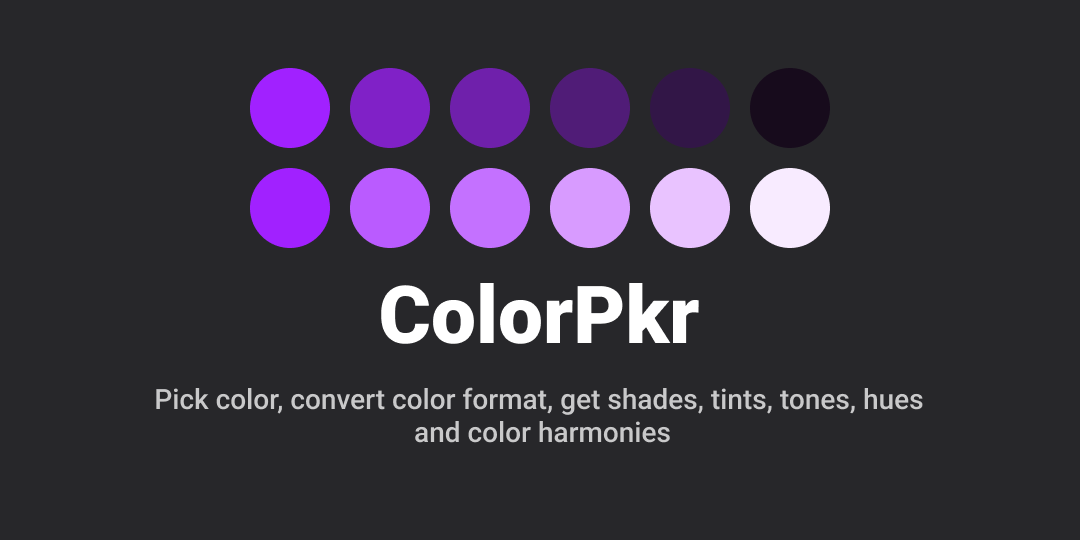 ColorPkr
Pick color, convert color format, get shades, tints, tones, hues
and color harmonies